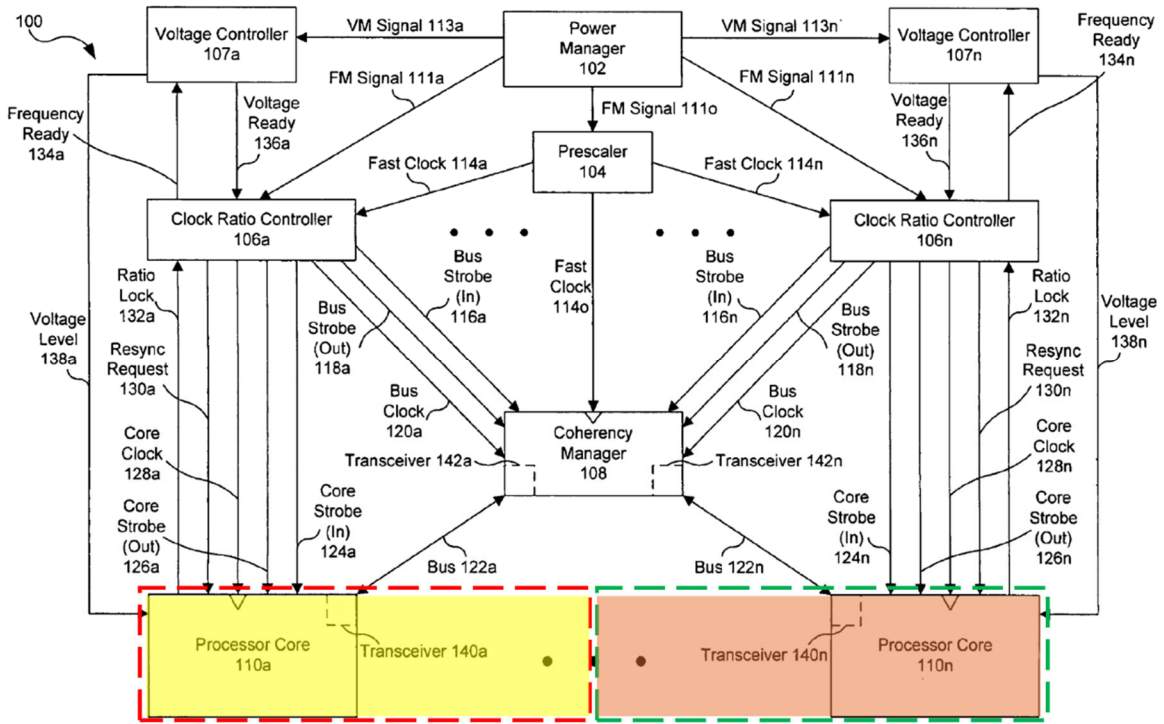 100
Voltage Controller
107a
VM Signal 113a
Power
Manager
102
VM Signal 113n
Voltage Controller
107n
Frequency
Ready
134n
FM Signal 111a
FM Signal 111n
FM Signal 111o
Frequency
Ready
134a
Voltage
Ready
136a
Voltage
Ready
136n
Prescaler
104
Fast Clock 114a
Fast Clock 114n
Clock Ratio Controller
106a
Clock Ratio Controller
106n
Bus
Strobe
(In)
116a
Fast
Clock
114o
Bus
Strobe
(In)
116n
Ratio
Lock
132a
Bus
Strobe
(Out)
118a
Bus
Strobe
(Out)
118n
Ratio
Lock
132n
Voltage
Level
138a
Voltage
Level
138n
Resync
Request
130a
Resync
Request
130n
Bus
Clock
120a
Bus
Clock
120n
Core
Clock
128a
Core
Clock
128n
Coherency
Manager
108
Transceiver 142a
Transceiver 142n
Core
Strobe
(Out)
126a
Core
Strobe
(In)
124a
Core
Strobe
(In)
124n
Core
Strobe
(Out)
126n
Bus 122a
Bus 122n
Processor Core
110a
Transceiver 140a
Transceiver 140n
Processor Core
110n